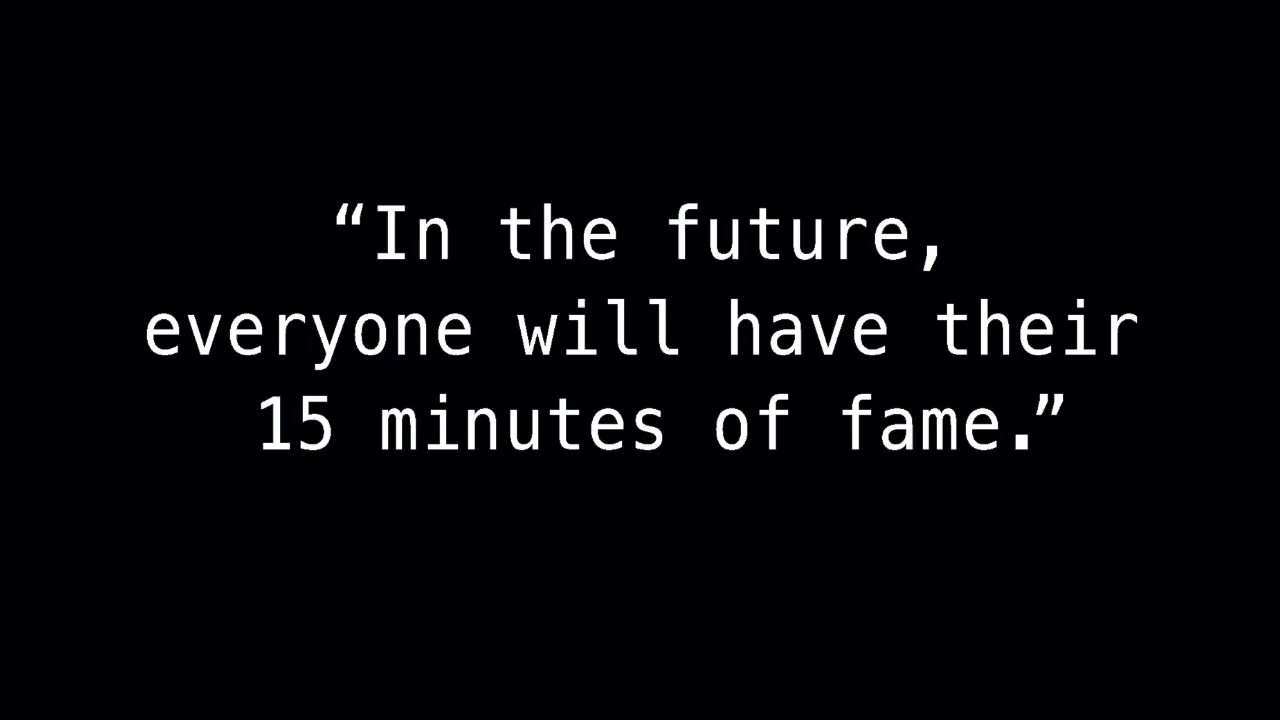 “In the future,
everyone will have their
15 minutes of fame.”